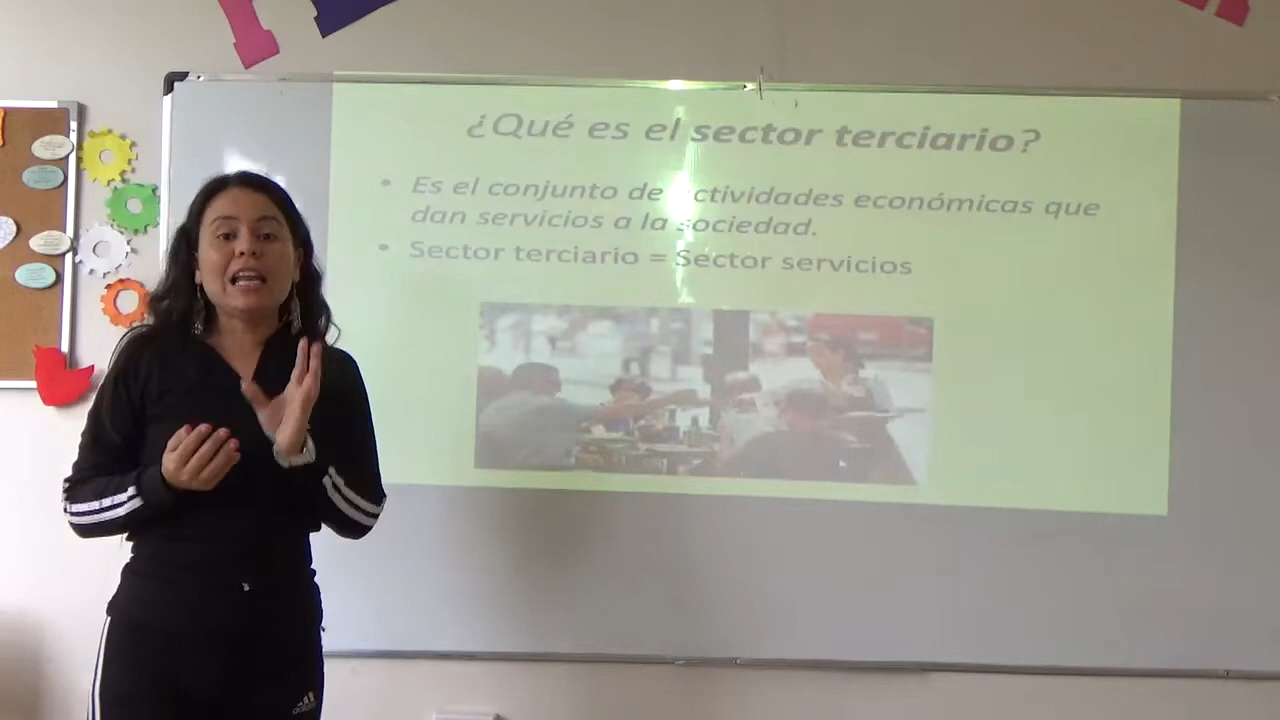 ¿Qué es el sector terciario?
• Es el conjunto de actividades económicas que
dan servicios a la sociedad.
• Sector terciario = Sector servicios
adidas